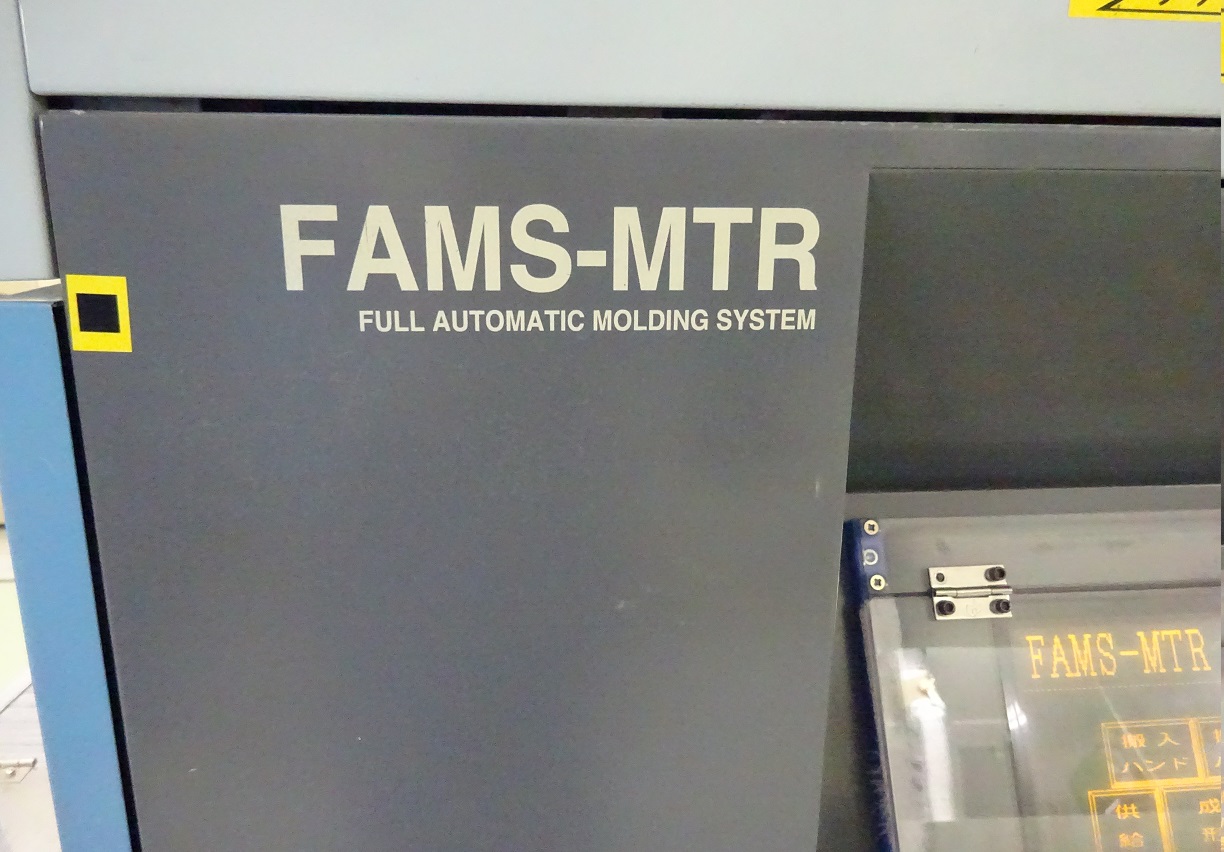 FAMS-MTR
FULL AUTOMATIC MOLDING SYSTEM
FAMS-MTR
搬 入
ハンド
供 成
給